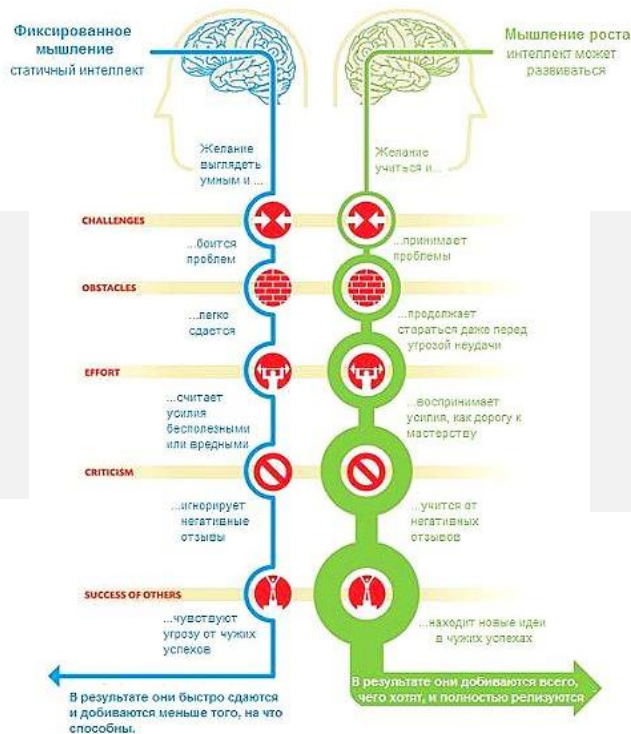 Фиксированное
мышление
статичный интеллект
Мышление роста
интеллект может
развиваться
Желание
выглядеть
умным и ...
Желание
учиться и...
CHALLENGES
...боится
проблем
...принимает
проблемы
OBSTACLES
...легко
сдается
...продолжает
стораться даже перед
угрозой неудачи
EFFORT
...считает
усилия
бесполезными
или вредными
...воспринимает
усилия, как дорогу к
мастерству
CRITICISM
...игнорирует
негативные
отзывы
...учится от
негативных
отзывов
SUCCESS OF OTHERS
...чувствуют
угрозу от чужих
успехов
...находит новые идеи
в чужих успехах
В результате они быстро сдаются
и добиваются меньше того, на что
способны.
В результате они добиваются всего,
чего хотят, и полностью репизуются